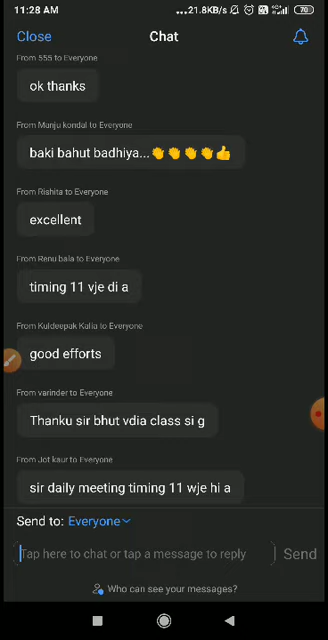 11:28 AM
...21.8KB/s
70
Close
Chat
From 555 to Everyone
ok thanks
From Manju kondal to Everyone
baki bahut badhiya...👏👏👏👏👍
From Rishita to Everyone
excellent
From Renu bala to Everyone
timing 11 vje di a
From Kuldeepak Kalia to Everyone
good efforts
From varinder to Everyone
Thanku sir bhut vdia class si g
From Jot kaur to Everyone
sir daily meeting timing 11 wje hi a
Send to: Everyone
Tap here to chat or tap a message to reply
Send
Who can see your messages?